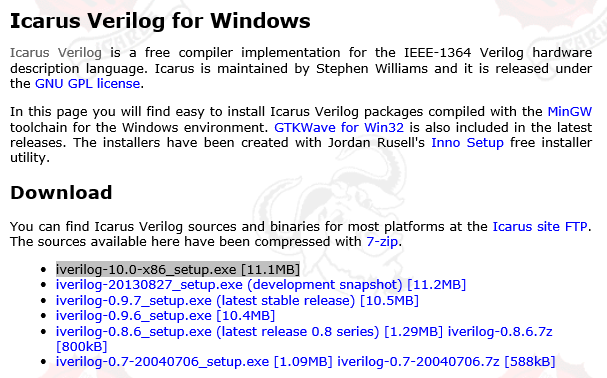 Icarus Verilog for Windows
Icarus Verilog is a free compiler implementation for the IEEE-1364 Verilog hardware
description language. Icarus is maintained by Stephen Williams and it is released under
the GNU GPL license.
In this page you will find easy to install Icarus Verilog packages compiled with the MinGW
toolchain for the Windows environment. GTKWave for Win32 is also included in the latest
releases. The installers have been created with Jordan Rusell's Inno Setup free installer
utility.
Download
You can find Icarus Verilog sources and binaries for most platforms at the Icarus site FTP.
The sources available here have been compressed with 7-zip.
• iverilog-10.0-x86_setup.exe [11.1MB]
• iverilog-20130827_setup.exe (development snapshot) [11.2MB]
• iverilog-0.9.7_setup.exe (latest stable release) [10.5MB]
• iverilog-0.9.6_setup.exe [10.4MB]
• iverilog-0.8.6_setup.exe (latest release 0.8 series) [1.29MB] iverilog-0.8.6.7z
[800kB]
• iverilog-0.7-20040706_setup.exe [1.09MB] iverilog-0.7-20040706.7z [588kB]